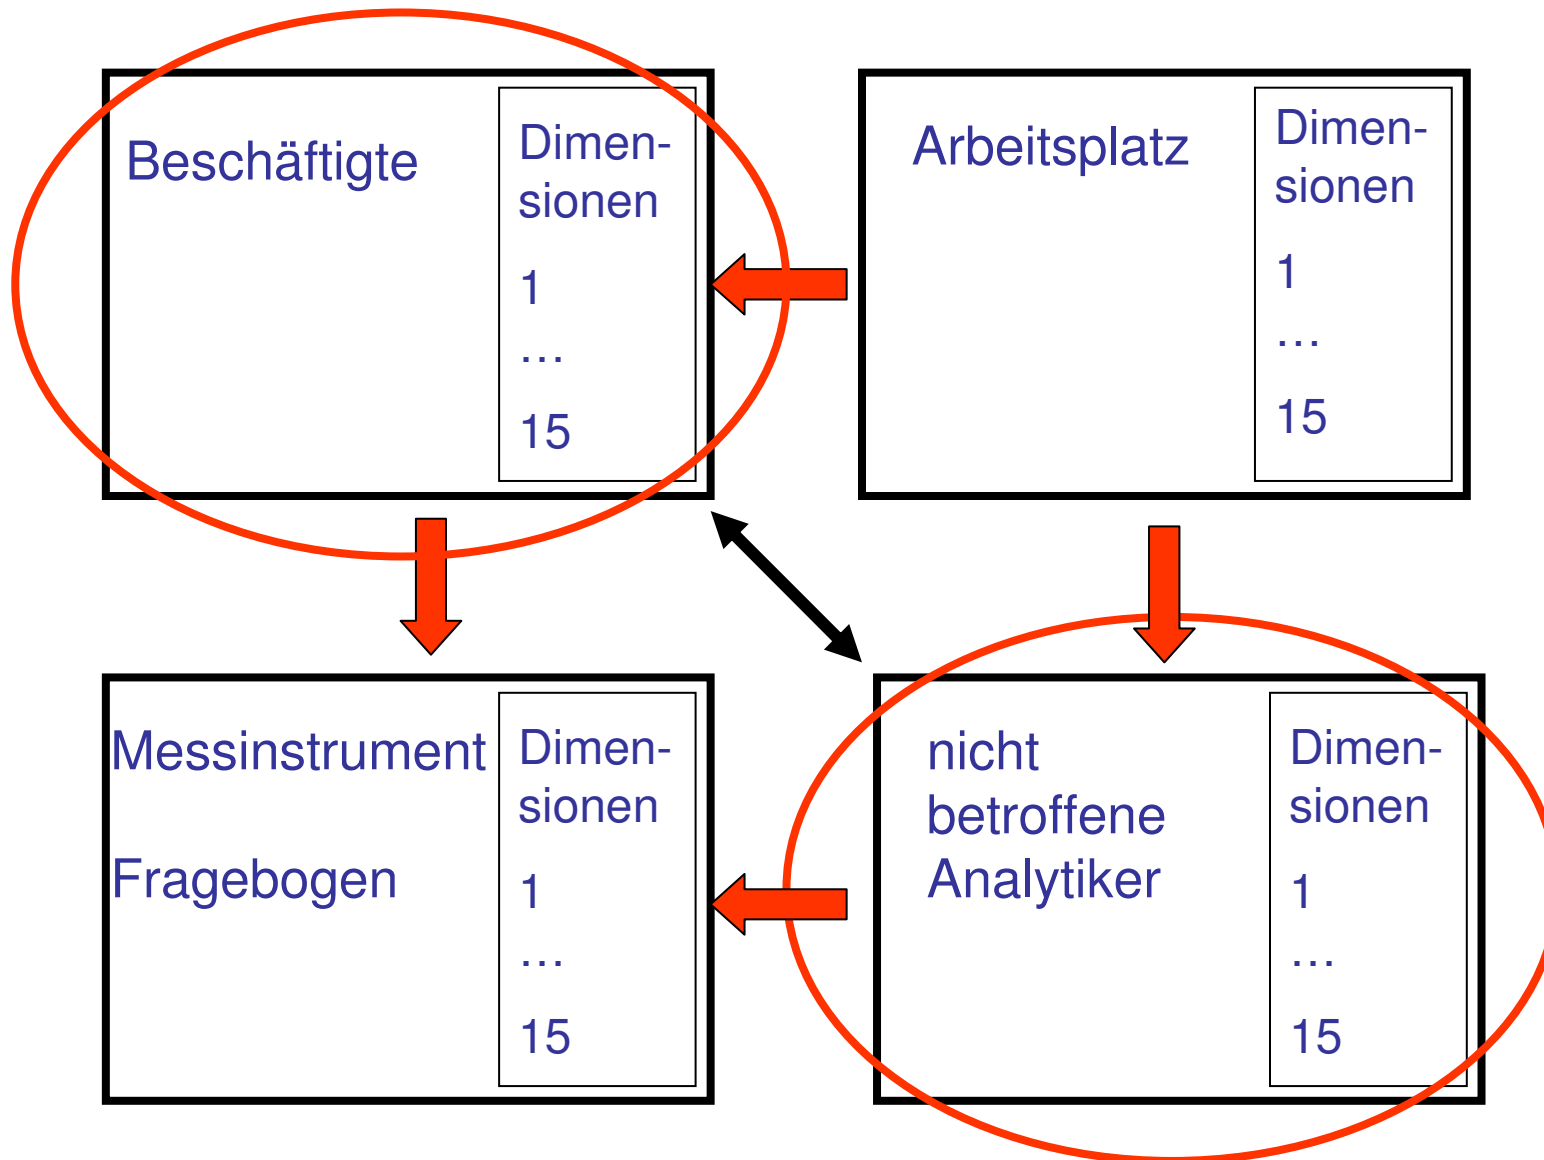 Beschäftigte
Dimen-
sionen
1
…
15
Arbeitsplatz
Dimen-
sionen
1
…
15
Messinstrument
Fragebogen
Dimen-
sionen
1
…
15
nicht
betroffene
Analytiker
Dimen-
sionen
1
…
15